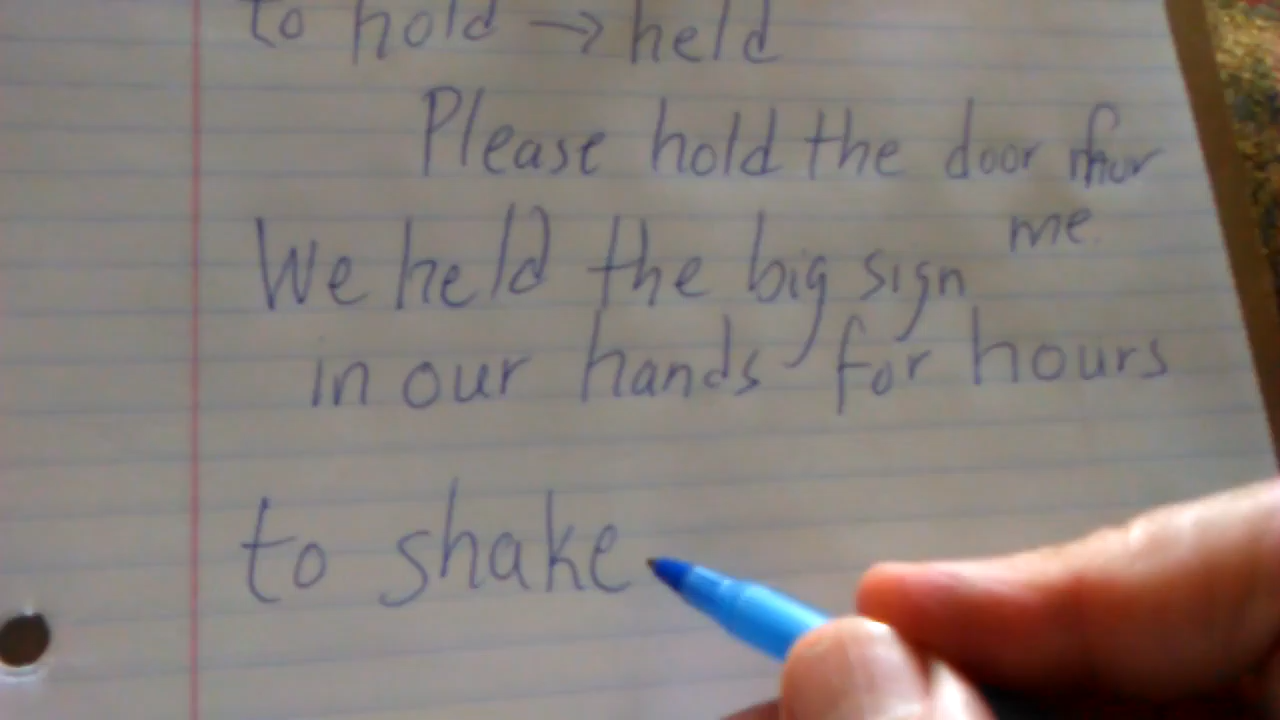 to hold → held
Please hold the door for
me.
We held the big sign
in our hands for hours
to shake